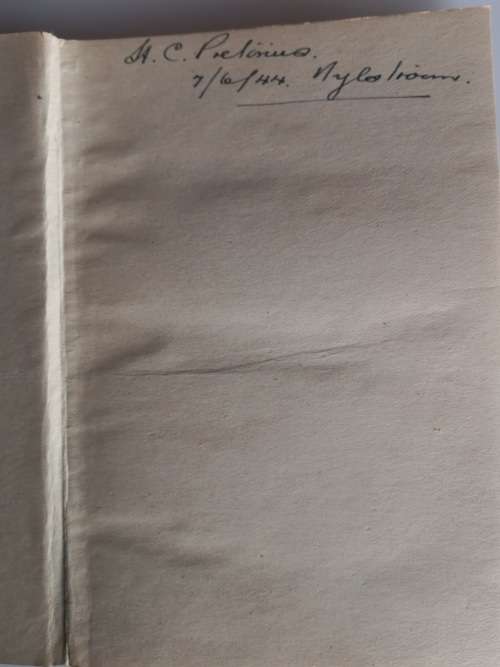 H. C. Pretorius.
7/6/44. Nylstroom.